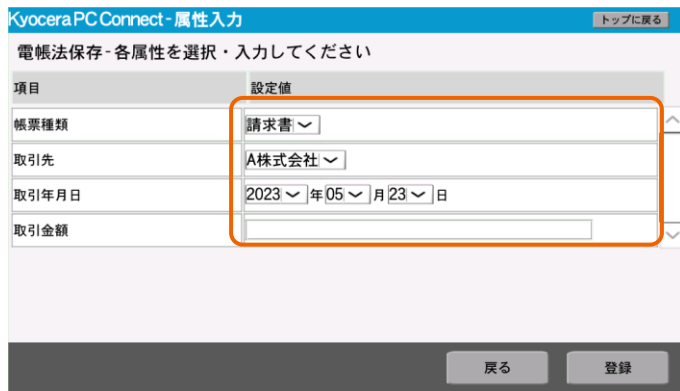 Kyocera PC Connect - 属性入力 トップに戻る
電帳法保存 - 各属性を選択・入力してください
項目 設定値
帳票種類 請求書
取引先 A株式会社
取引年月日 2023 年 05 月 23 日
取引金額
戻る 登録